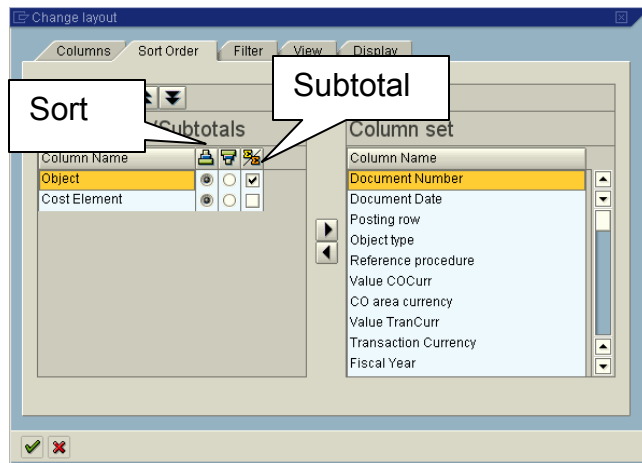 Change layout
Columns Sort Order Filter View Display
Sort
Subtotal
/Subtotals
Column set
Column Name
Column Name
Object
Document Number
Cost Element
Document Date
Posting row
Object type
Reference procedure
Value COCurr
CO area currency
Value TranCurr
Transaction Currency
Fiscal Year